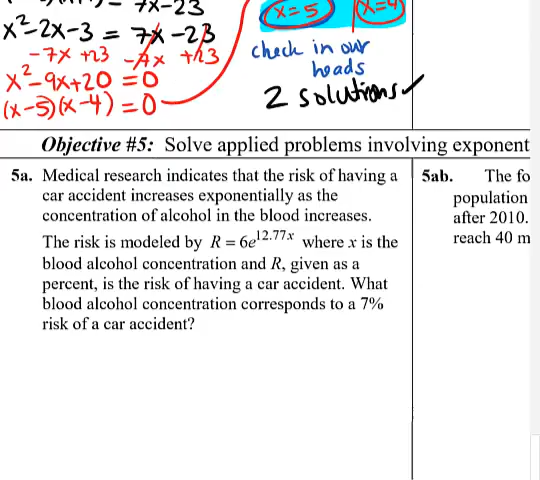 7x-23
x²-2x-3 = 7x-23
-7x +23 -7x +23
x²-9x+20=0
(x-5)(x-4)=0
x=5 x=4
check in our
heads
2 solutions✓
Objective #5: Solve applied problems involving exponent
5a. Medical research indicates that the risk of having a
car accident increases exponentially as the
concentration of alcohol in the blood increases.
The risk is modeled by R = 6e^{12.77x} where x is the
blood alcohol concentration and R, given as a
percent, is the risk of having a car accident. What
blood alcohol concentration corresponds to a 7%
risk of a car accident?
5ab. The fo
population
after 2010.
reach 40 m